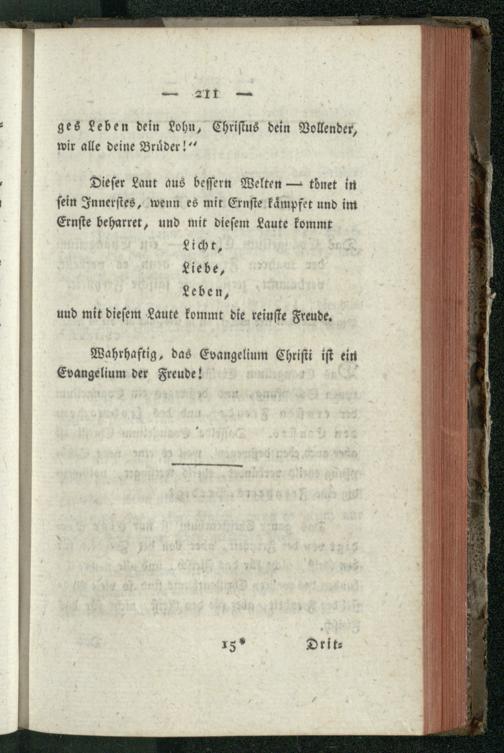 — 211 —
ges Leben dein Lohn, Christus dein Vollender,
wir alle deine Brüder!“
Dieser Laut aus bessern Welten — tönet in
sein Innerstes, wenn es mit Ernste kämpfet und im
Ernste beharret, und mit diesem Laute kommt
Licht,
Liebe,
Leben,
und mit diesem Laute kommt die reinste Freude.
Wahrhaftig, das Evangelium Christi ist ein
Evangelium der Freude!
15* Drit-